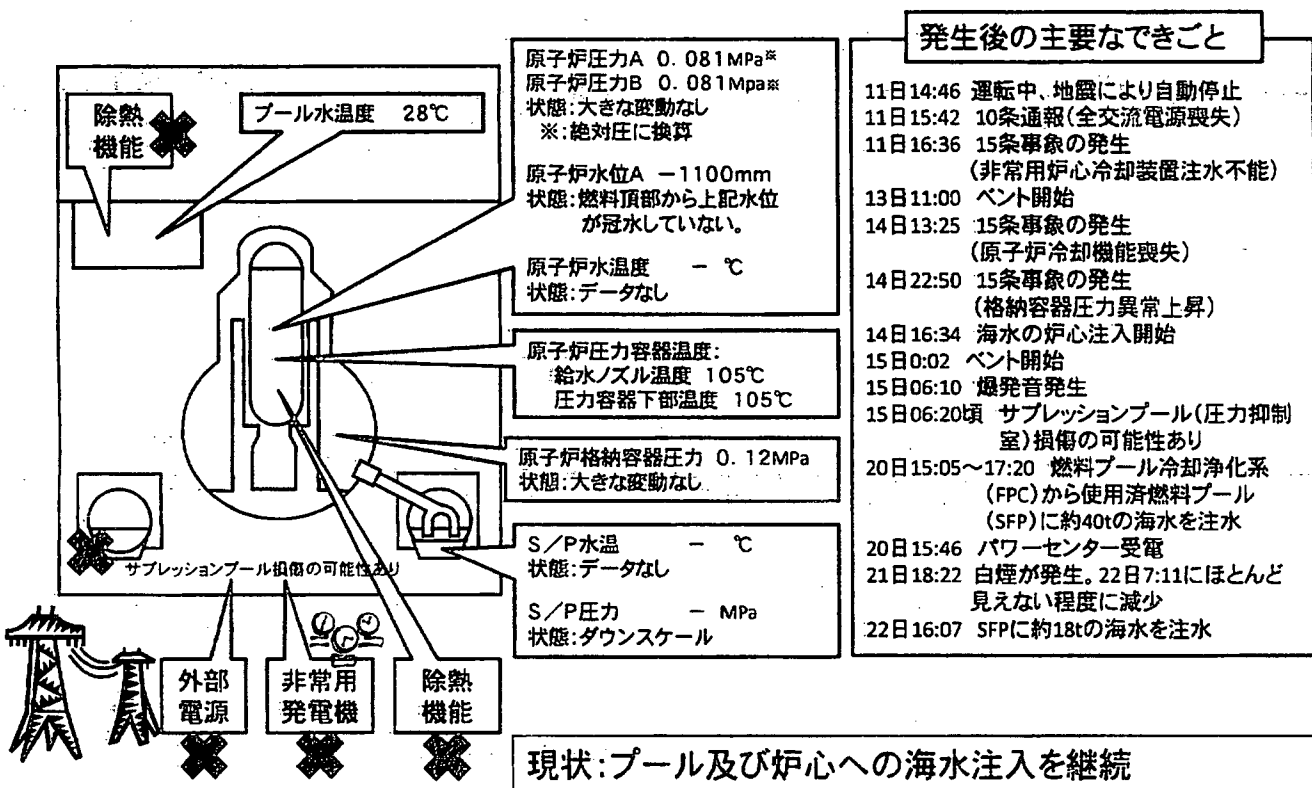 除熱
機能
プール水温度 28℃
サプレッションプール損傷の可能性あり
外部
電源
非常用
発電機
除熱
機能
原子炉圧力A 0.081MPa※
原子炉圧力B 0.081Mpa※
状態:大きな変動なし
※:絶対圧に換算
原子炉水位A －1100mm
状態:燃料頂部から上記水位
が冠水していない。
原子炉水温度 － ℃
状態:データなし
原子炉圧力容器温度:
給水ノズル温度 105℃
圧力容器下部温度 105℃
原子炉格納容器圧力 0.12MPa
状態:大きな変動なし
S／P水温 － ℃
状態:データなし
S／P圧力 － MPa
状態:ダウンスケール
発生後の主要なできごと
11日14:46 運転中、地震により自動停止
11日15:42 10条通報(全交流電源喪失)
11日16:36 15条事象の発生
(非常用炉心冷却装置注水不能)
13日11:00 ベント開始
14日13:25 15条事象の発生
(原子炉冷却機能喪失)
14日22:50 15条事象の発生
(格納容器圧力異常上昇)
14日16:34 海水の炉心注入開始
15日0:02 ベント開始
15日06:10 爆発音発生
15日06:20頃 サプレッションプール(圧力抑制
室)損傷の可能性あり
20日15:05～17:20 燃料プール冷却浄化系
(FPC)から使用済燃料プール
(SFP)に約40tの海水を注水
20日15:46 パワーセンター受電
21日18:22 白煙が発生。22日7:11にほとんど
見えない程度に減少
22日16:07 SFPに約18tの海水を注水
現状:プール及び炉心への海水注入を継続